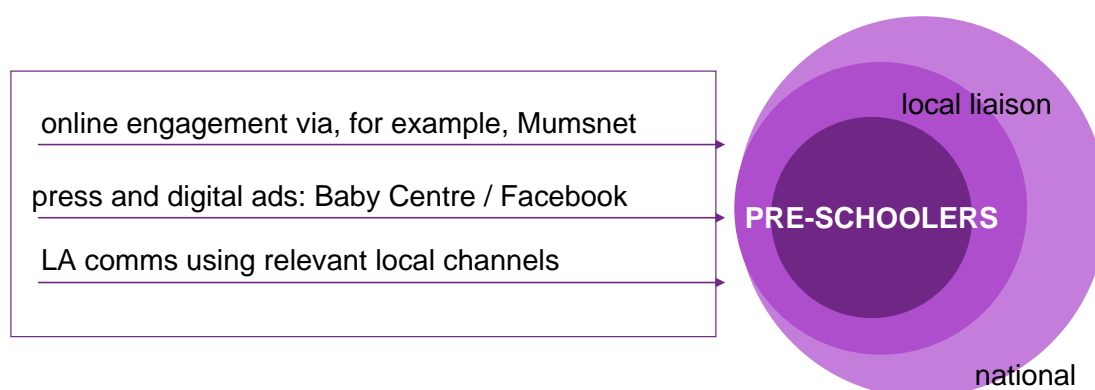 online engagement via, for example, Mumsnet
press and digital ads: Baby Centre / Facebook
LA comms using relevant local channels
local liaison
PRE-SCHOOLERS
national